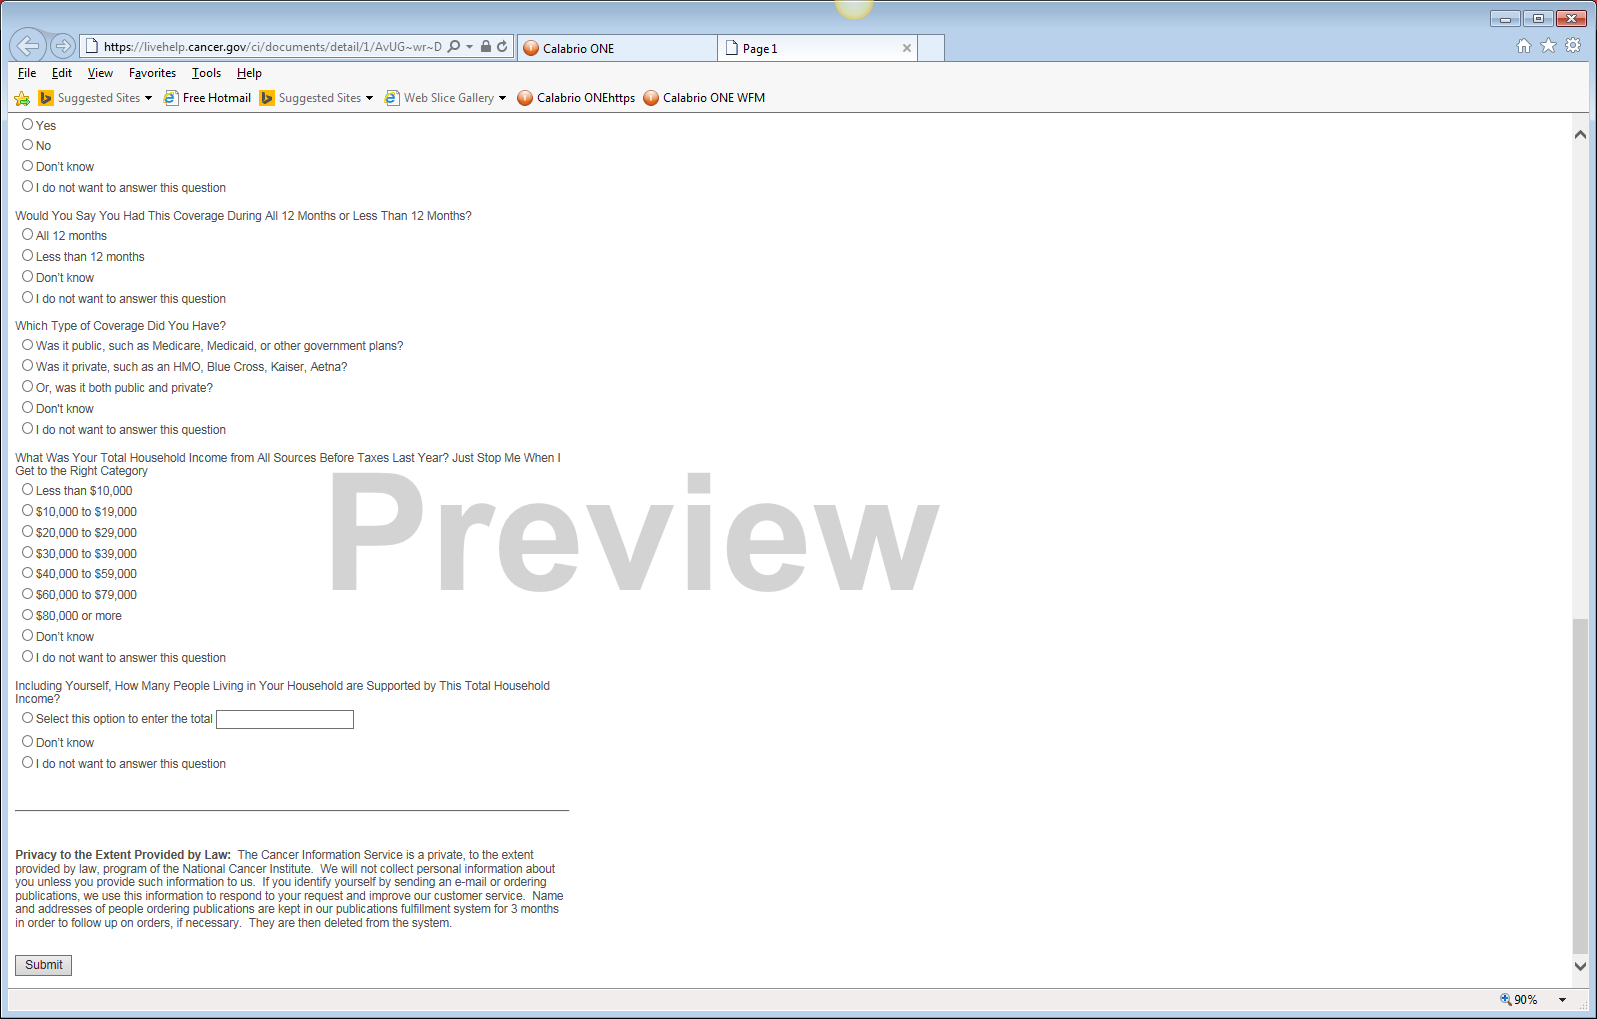 https://livehelp.cancer.gov/ci/documents/detail/1/AvUG~wr~D
Calabrio ONE
Page 1
File Edit View Favorites Tools Help
Suggested Sites Free Hotmail Suggested Sites Web Slice Gallery Calabrio ONEhttps Calabrio ONE WFM
Yes
No
Don't know
I do not want to answer this question
Would You Say You Had This Coverage During All 12 Months or Less Than 12 Months?
All 12 months
Less than 12 months
Don't know
I do not want to answer this question
Which Type of Coverage Did You Have?
Was it public, such as Medicare, Medicaid, or other government plans?
Was it private, such as an HMO, Blue Cross, Kaiser, Aetna?
Or, was it both public and private?
Don't know
I do not want to answer this question
What Was Your Total Household Income from All Sources Before Taxes Last Year? Just Stop Me When I
Get to the Right Category
Less than $10,000
$10,000 to $19,000
$20,000 to $29,000
$30,000 to $39,000
$40,000 to $59,000
$60,000 to $79,000
$80,000 or more
Don't know
I do not want to answer this question
Preview
Including Yourself, How Many People Living in Your Household are Supported by This Total Household
Income?
Select this option to enter the total
Don't know
I do not want to answer this question
Privacy to the Extent Provided by Law: The Cancer Information Service is a private, to the extent
provided by law, program of the National Cancer Institute. We will not collect personal information about
you unless you provide such information to us. If you identify yourself by sending an e-mail or ordering
publications, we use this information to respond to your request and improve our customer service. Name
and addresses of people ordering publications are kept in our publications fulfillment system for 3 months
in order to follow up on orders, if necessary. They are then deleted from the system.
Submit
90%